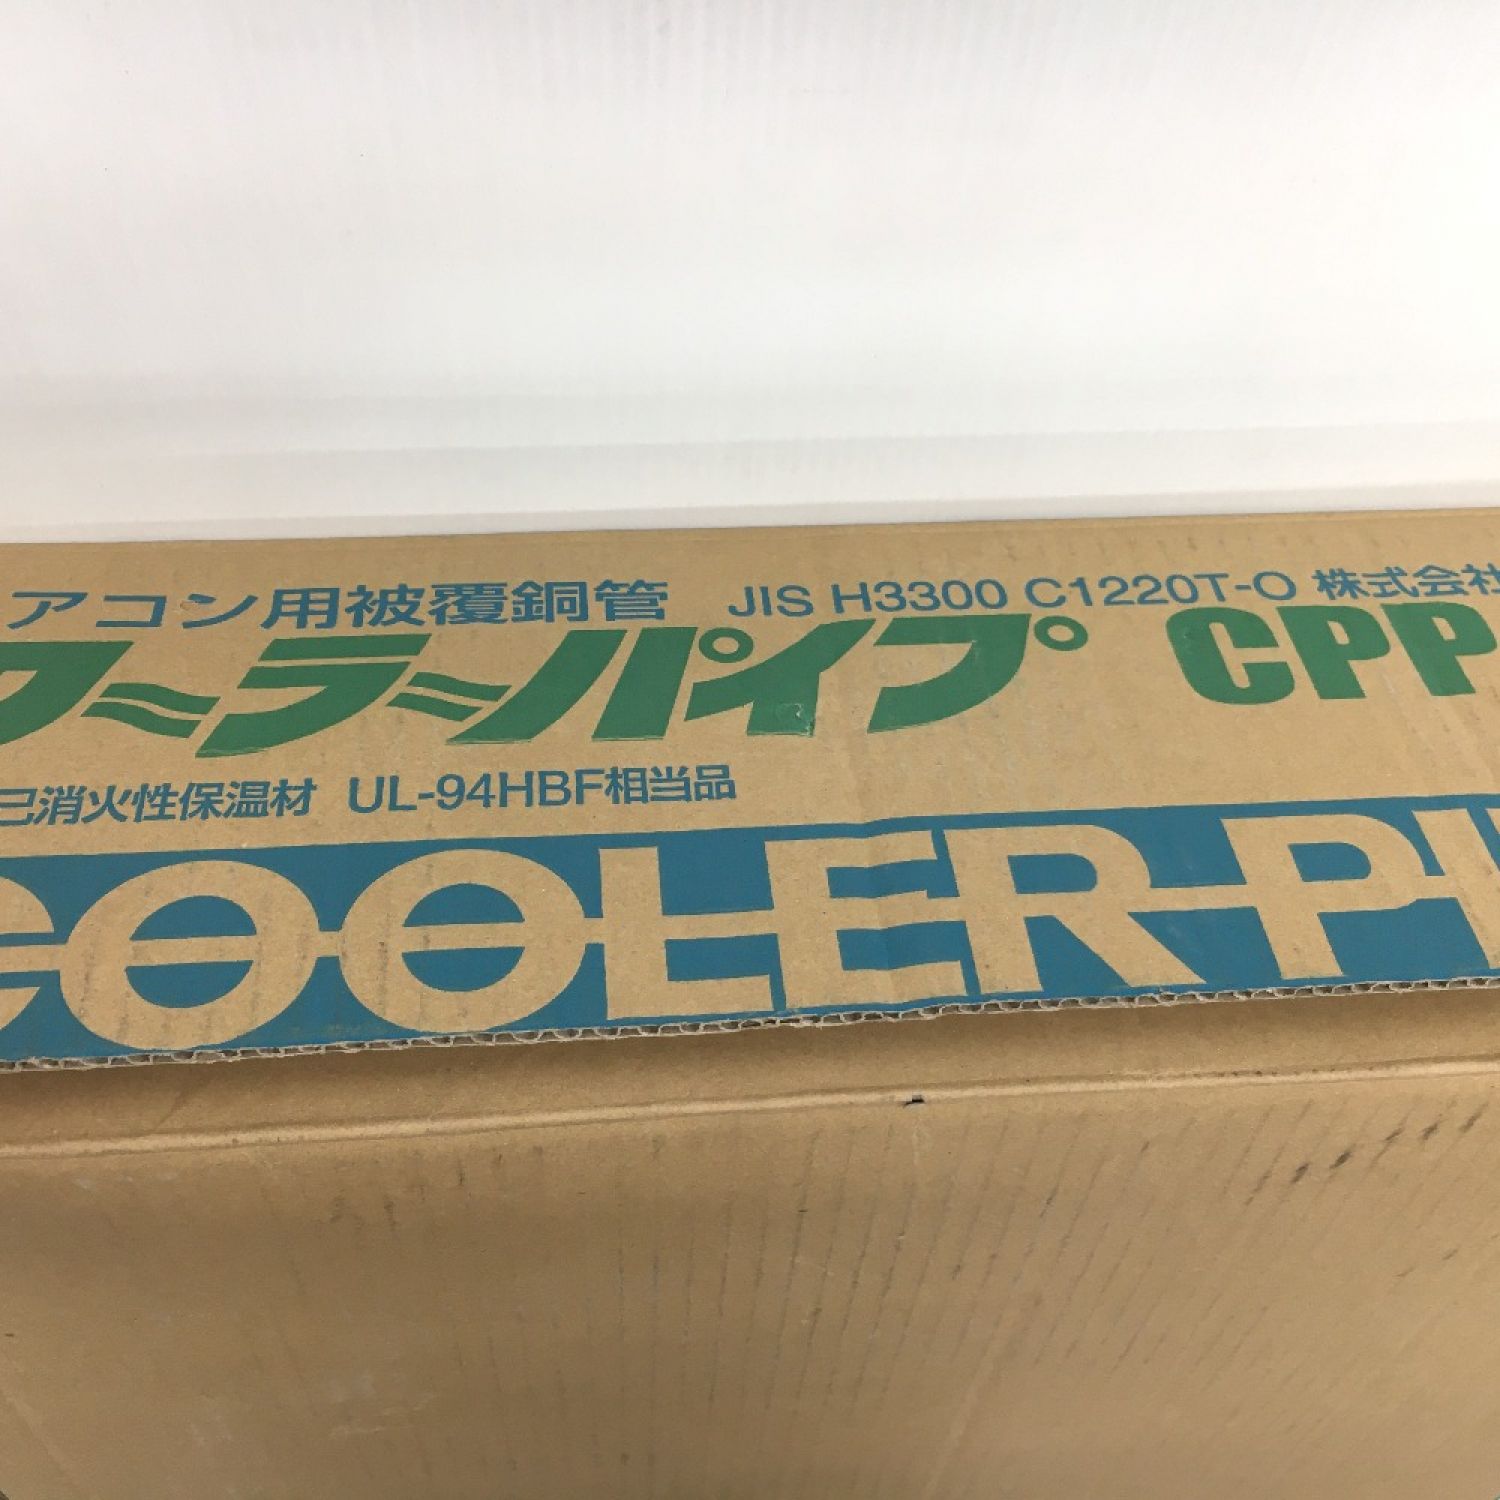 アコン用被覆銅管 JIS H3300 C1220T-O 株式会社
クーラーパイプ CPP
己消火性保温材 UL-94HBF相当品
COOLER-PI